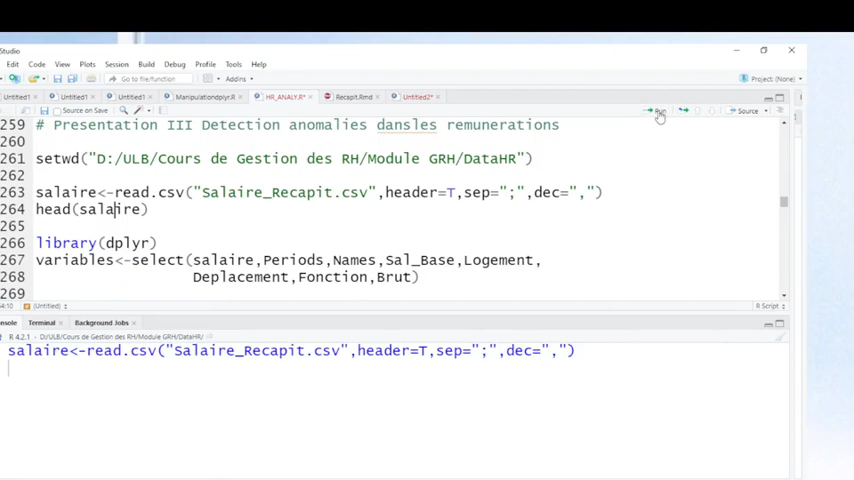 Studio
Code View Plots Session Build Debug Profile Tools Help
Go to file/function Addins Project: (None)
Untitled1 Untitled1 Untitled1 Manipulationdplyr.R HR_ANALY.R* Recapit.Rmd Untitled2*
Source on Save Run Source
259 # Presentation III Detection anomalies dansles remunerations
260
261 setwd("D:/ULB/Cours de Gestion des RH/Module GRH/DataHR")
262
263 salaire<-read.csv("Salaire_Recapit.csv",header=T,sep=";",dec=",")
264 head(salaire)
265
266 library(dplyr)
267 variables<-select(salaire,Periods,Names,Sal_Base,Logement,
268 Deplacement,Fonction,Brut)
269
54:10 (Untitled) R Script
onsole Terminal Background Jobs
R 4.2.1 · D:/ULB/Cours de Gestion des RH/Module GRH/DataHR/
salaire<-read.csv("Salaire_Recapit.csv",header=T,sep=";",dec=",")